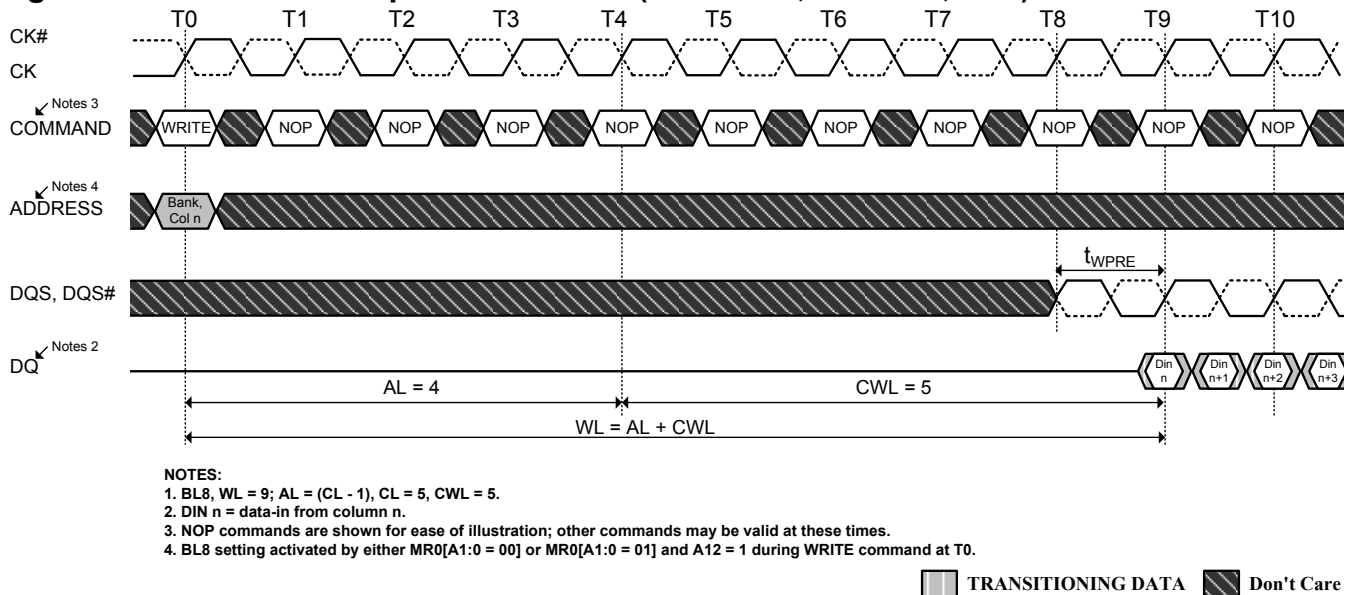 T0 T1 T2 T3 T4 T5 T6 T7 T8 T9 T10
CK#
CK
Notes 3
COMMAND WRITE NOP NOP NOP NOP NOP NOP NOP NOP NOP NOP
Notes 4
ADDRESS
Bank,
Col n
tWPRE
DQS, DQS#
Notes 2
DQ
Din
n
Din
n+1
Din
n+2
Din
n+3
AL = 4 CWL = 5
WL = AL + CWL
NOTES:
1. BL8, WL = 9; AL = (CL - 1), CL = 5, CWL = 5.
2. DIN n = data-in from column n.
3. NOP commands are shown for ease of illustration; other commands may be valid at these times.
4. BL8 setting activated by either MR0[A1:0 = 00] or MR0[A1:0 = 01] and A12 = 1 during WRITE command at T0.
TRANSITIONING DATA Don't Care